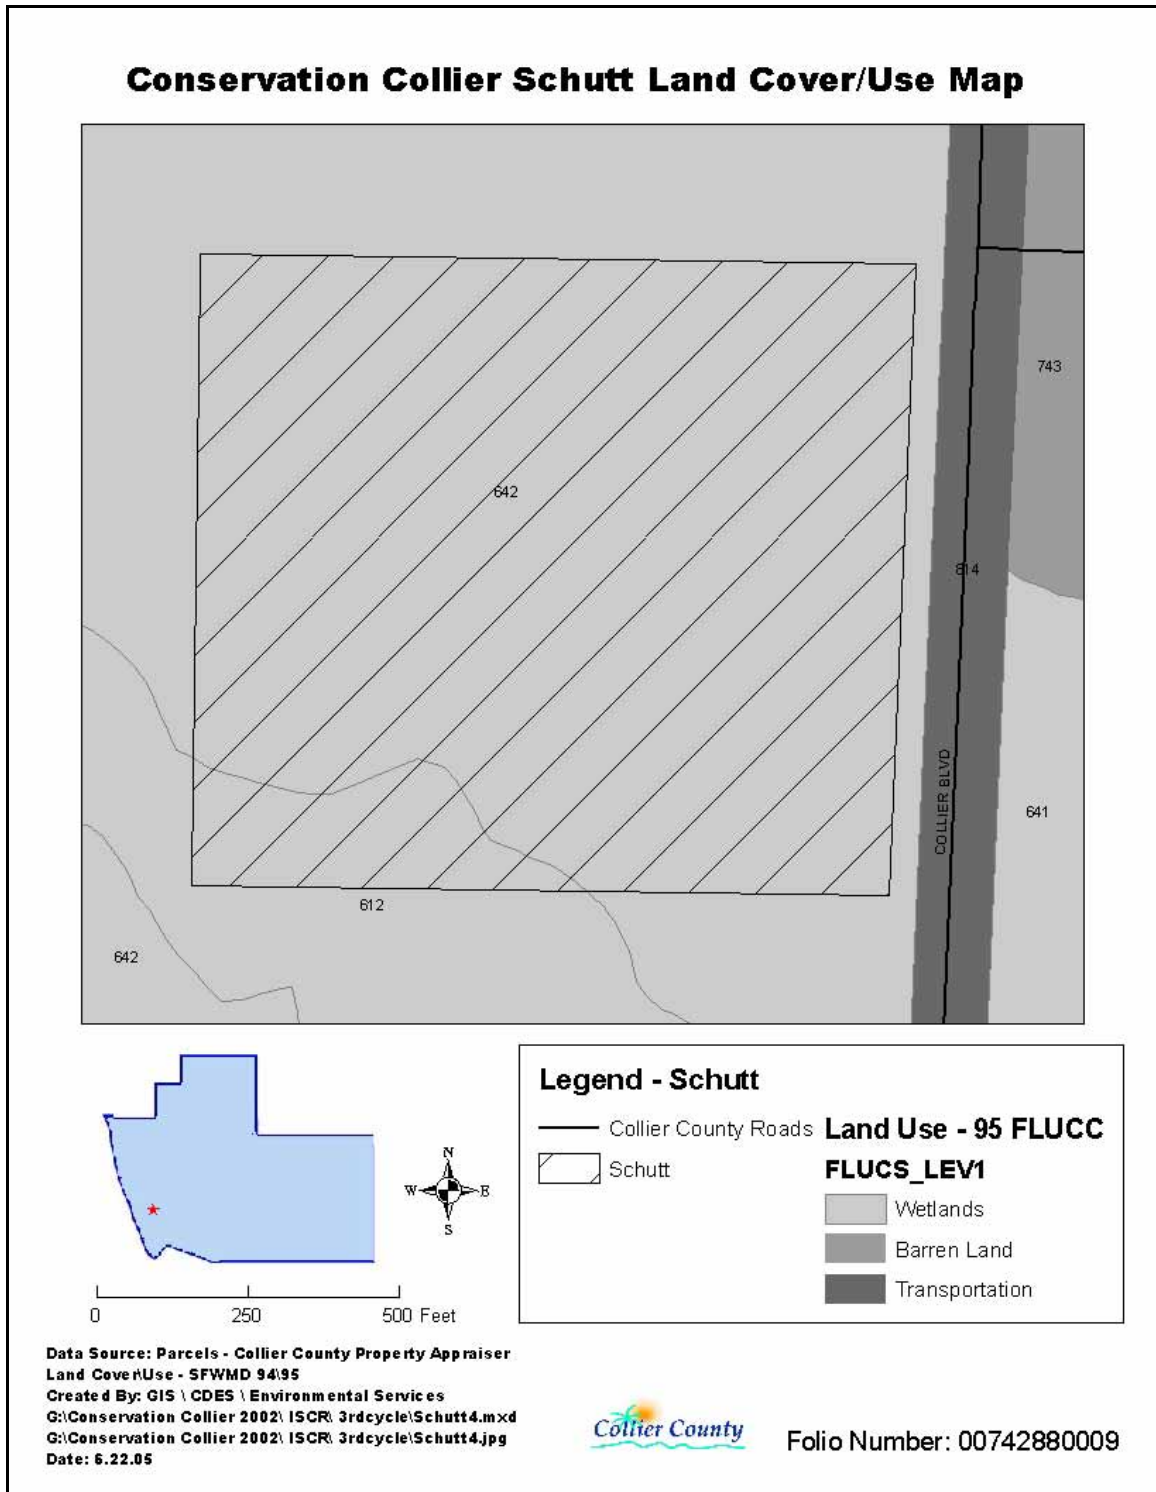 Conservation Collier Schutt Land Cover/Use Map
743
642
814
COLLIER BLVD
641
612
642
Legend - Schutt
Collier County Roads
Schutt
Land Use - 95 FLUCC
FLUCS_LEV1
Wetlands
Barren Land
Transportation
N
W E
S
0 250 500 Feet
Data Source: Parcels - Collier County Property Appraiser
Land Cover\Use - SFWMD 94\95
Created By: GIS \ CDES \ Environmental Services
G:\Conservation Collier 2002\ ISCR\ 3rdcycle\Schutt4.mxd
G:\Conservation Collier 2002\ ISCR\ 3rdcycle\Schutt4.jpg
Date: 6.22.05
Collier County
Folio Number: 00742880009